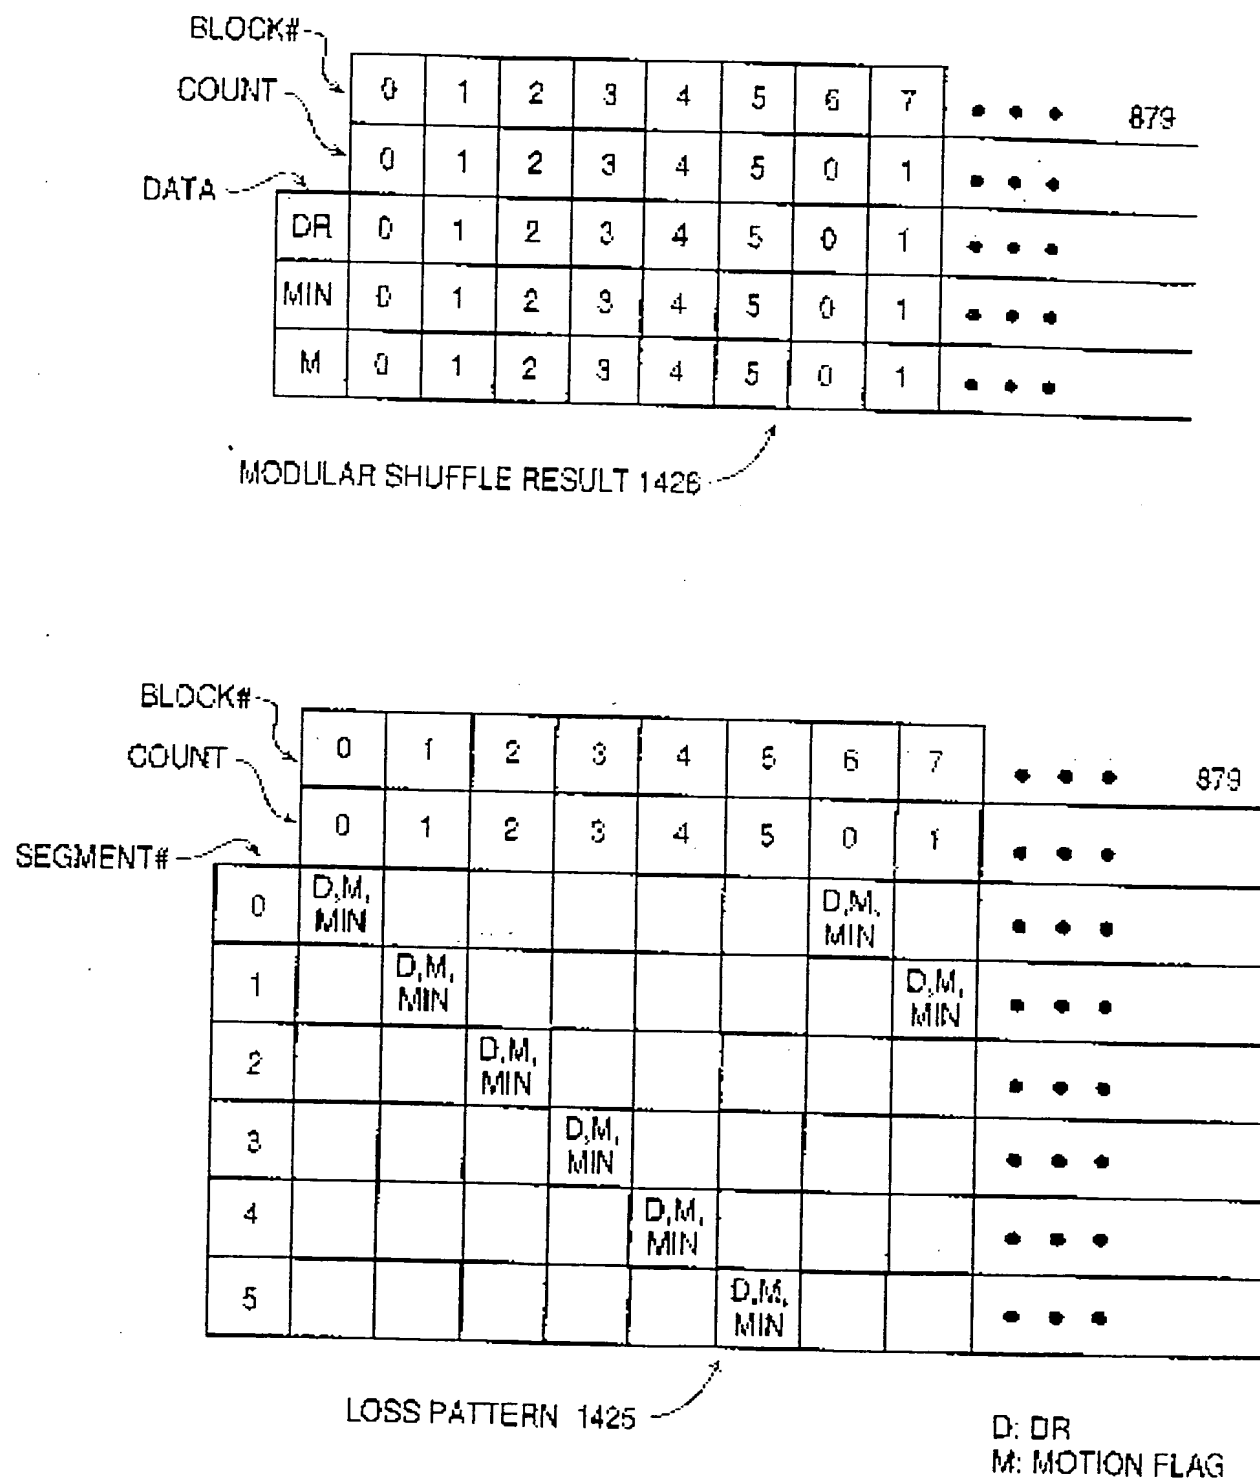 BLOCK# 0 1 2 3 4 5 6 7 • • • 879
COUNT 0 1 2 3 4 5 0 1 • • •
DATA
DR 0 1 2 3 4 5 0 1 • • •
MIN 0 1 2 3 4 5 0 1 • • •
M 0 1 2 3 4 5 0 1 • • •
MODULAR SHUFFLE RESULT 1426
BLOCK# 0 1 2 3 4 5 6 7 • • • 879
COUNT 0 1 2 3 4 5 0 1 • • •
SEGMENT#
0 D,M, D,M, • • •
MIN MIN
1 D,M, D,M, • • •
MIN MIN
2 D,M, • • •
MIN
3 D,M, • • •
MIN
4 D,M, • • •
MIN
5 D,M, • • •
MIN
LOSS PATTERN 1425
D: DR
M: MOTION FLAG